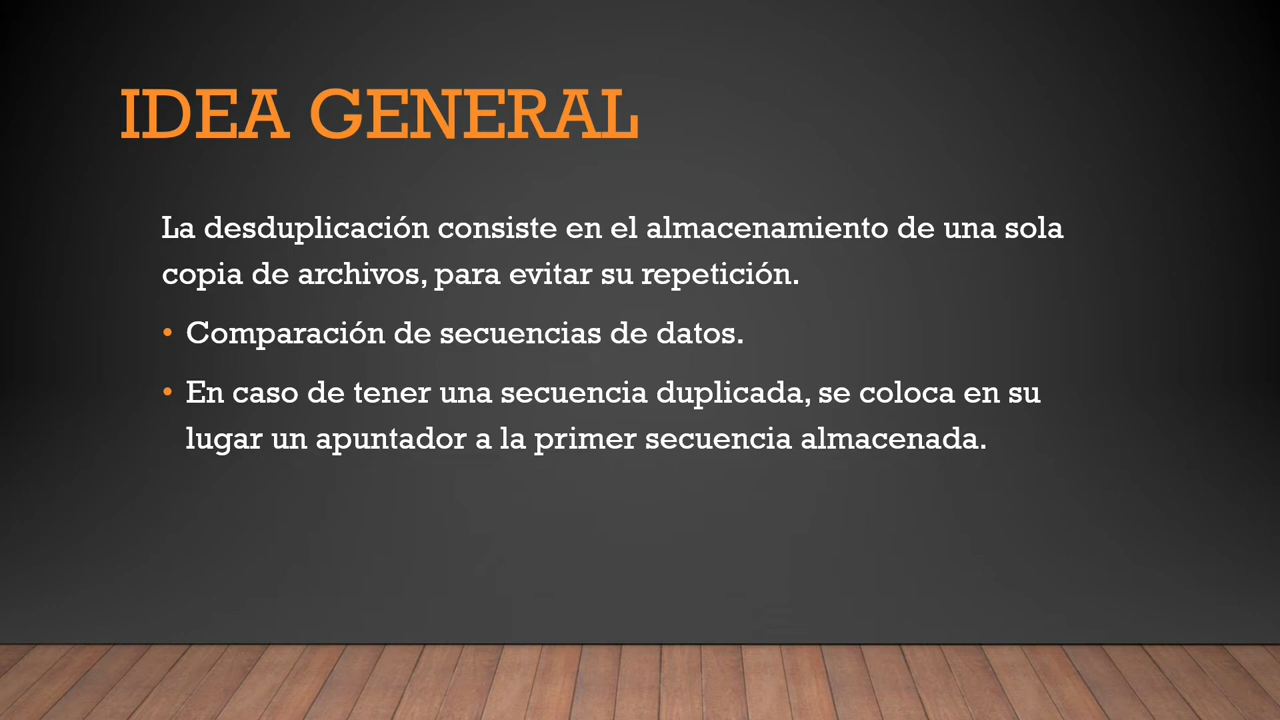 IDEA GENERAL
La desduplicación consiste en el almacenamiento de una sola
copia de archivos, para evitar su repetición.
• Comparación de secuencias de datos.
• En caso de tener una secuencia duplicada, se coloca en su
lugar un apuntador a la primer secuencia almacenada.